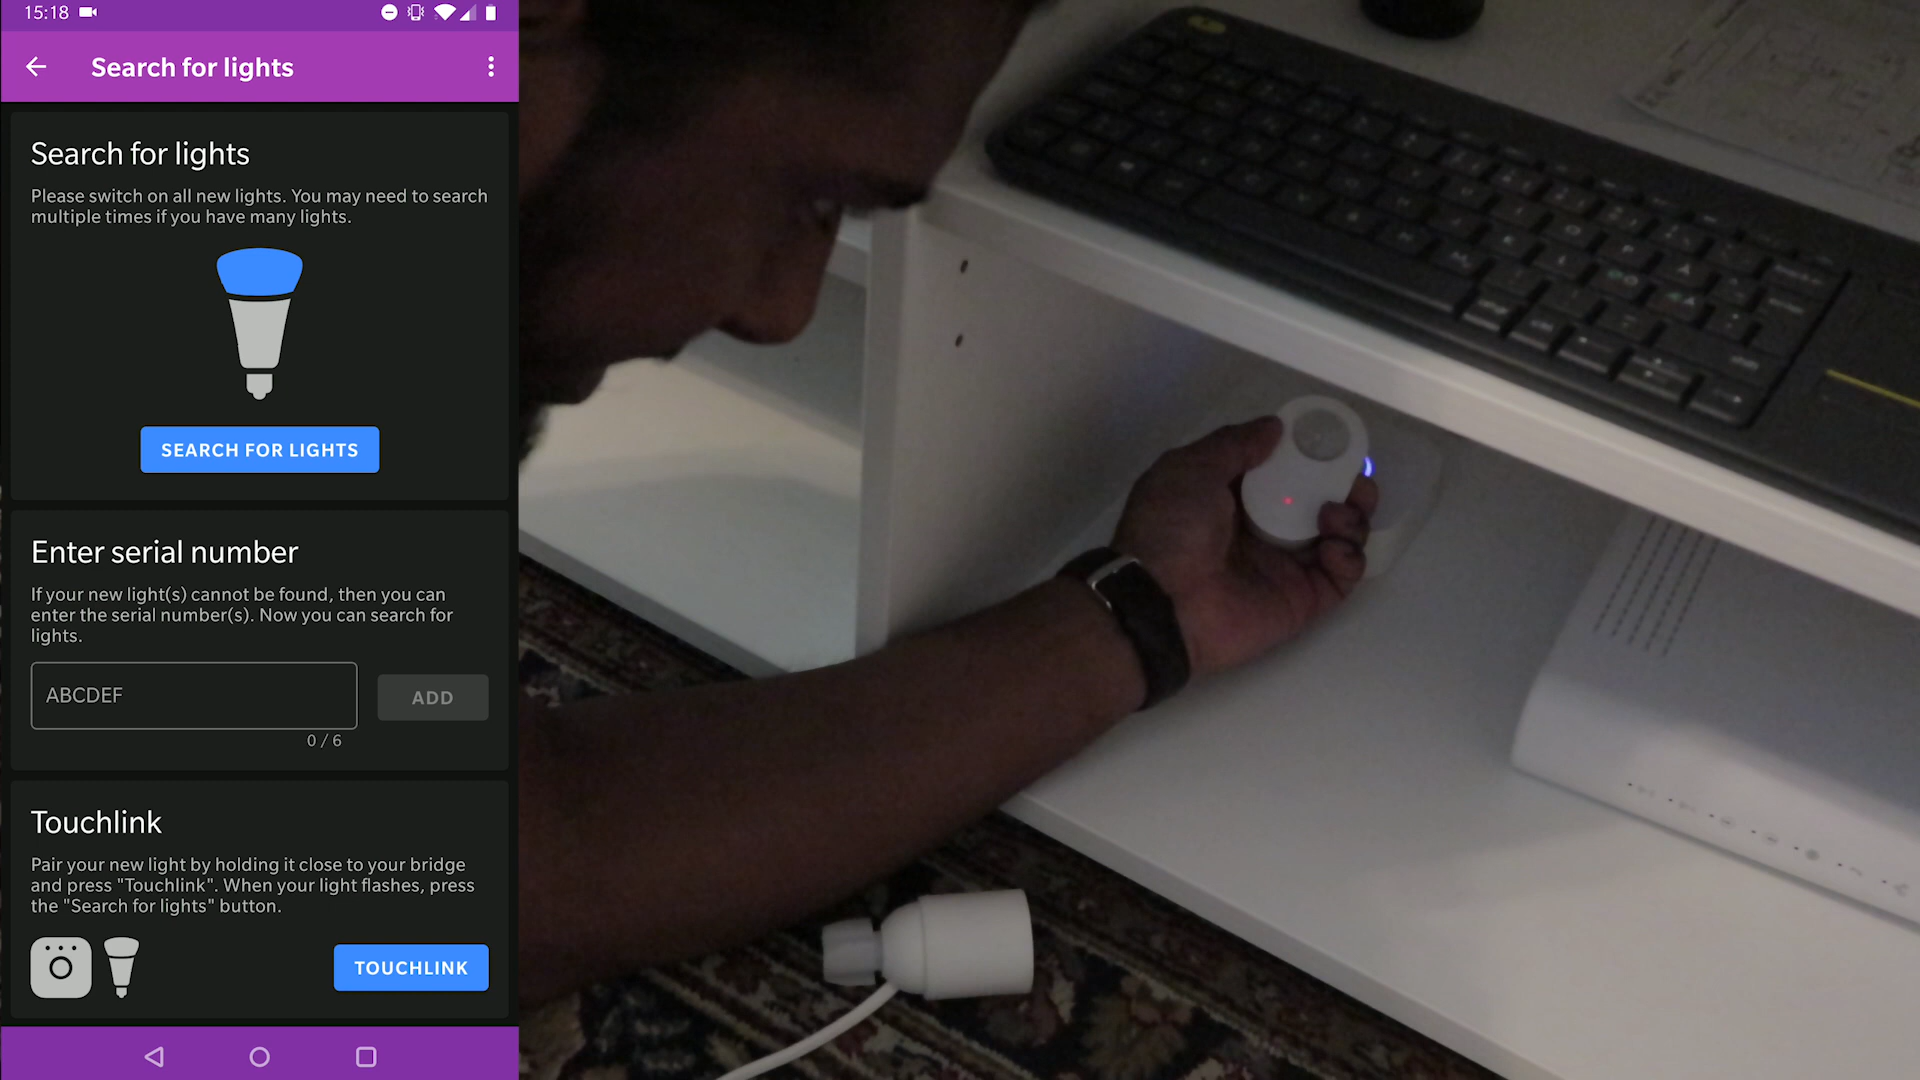 15:18
Search for lights
Search for lights
Please switch on all new lights. You may need to search
multiple times if you have many lights.
SEARCH FOR LIGHTS
Enter serial number
If your new light(s) cannot be found, then you can
enter the serial number(s). Now you can search for
lights.
ABCDEF
ADD
0 / 6
Touchlink
Pair your new light by holding it close to your bridge
and press "Touchlink". When your light flashes, press
the "Search for lights" button.
TOUCHLINK